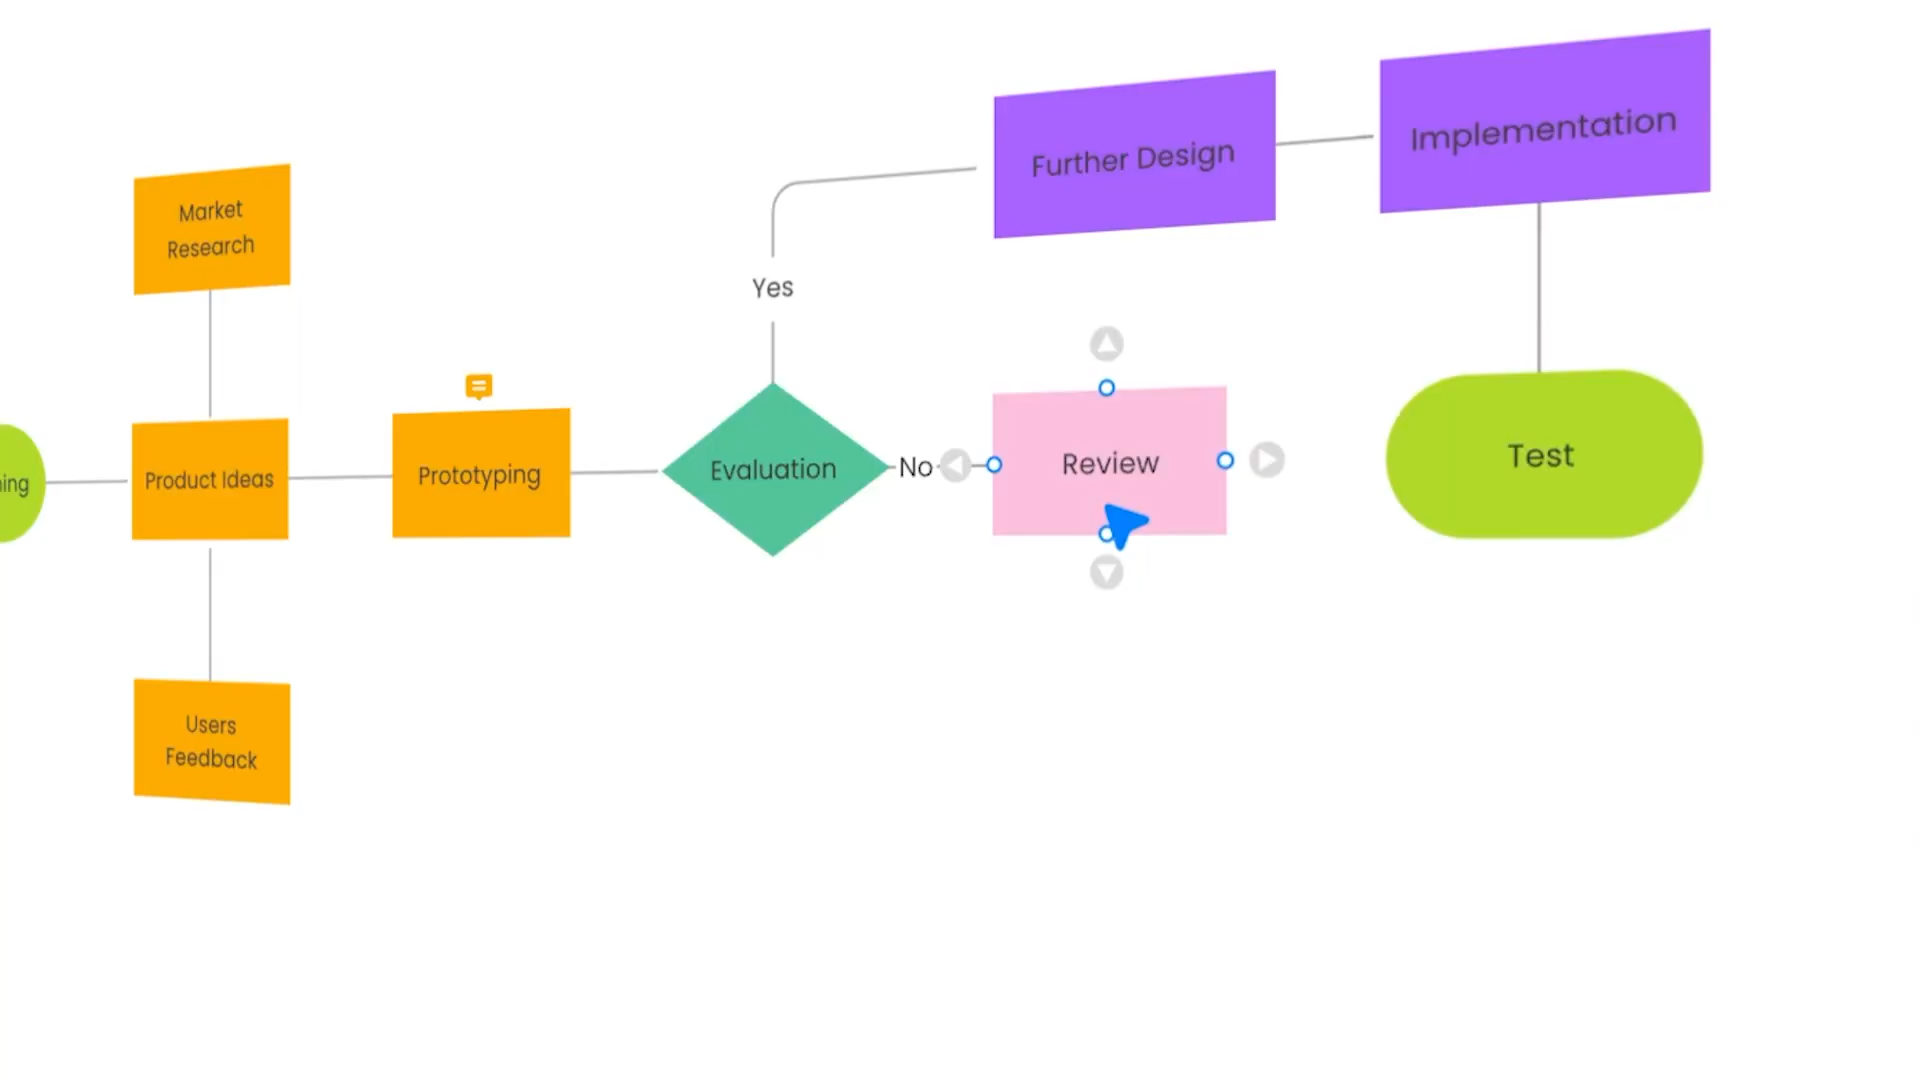 Implementation
Further Design
Market
Research
Yes
Product Ideas
Prototyping
Evaluation
No
Review
Test
Users
Feedback